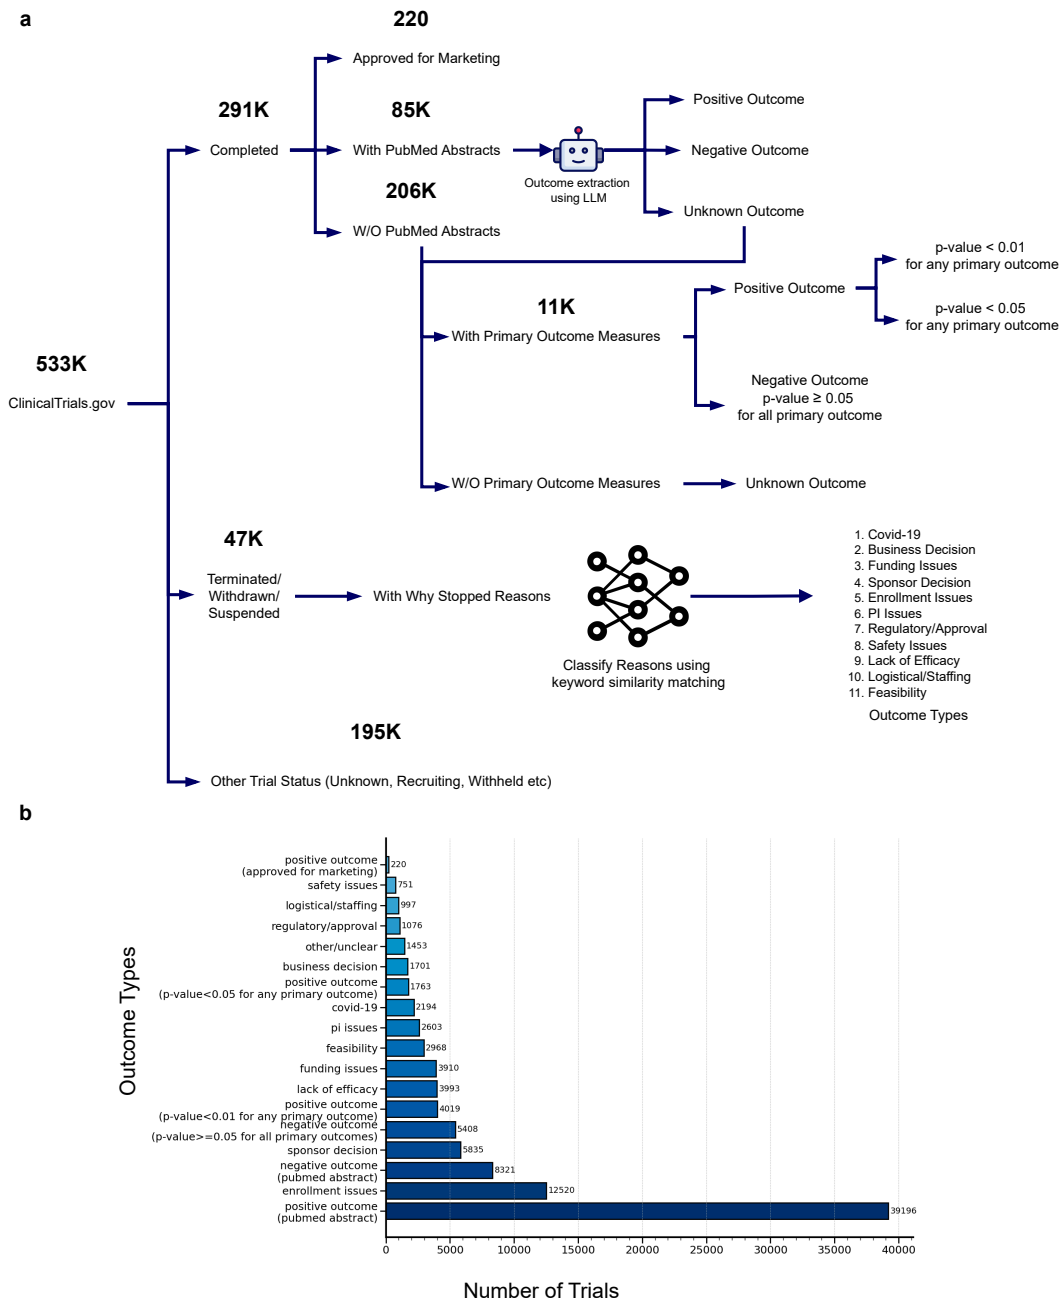 a
220
Approved for Marketing
291K
85K
Completed
With PubMed Abstracts
Outcome extraction
using LLM
Positive Outcome
Negative Outcome
Unknown Outcome
206K
W/O PubMed Abstracts
11K
With Primary Outcome Measures
Positive Outcome
p-value < 0.01
for any primary outcome
p-value < 0.05
for any primary outcome
Negative Outcome
p-value ≥ 0.05
for all primary outcome
W/O Primary Outcome Measures
Unknown Outcome
533K
ClinicalTrials.gov
47K
Terminated/
Withdrawn/
Suspended
With Why Stopped Reasons
Classify Reasons using
keyword similarity matching
1. Covid-19
2. Business Decision
3. Funding Issues
4. Sponsor Decision
5. Enrollment Issues
6. PI Issues
7. Regulatory/Approval
8. Safety Issues
9. Lack of Efficacy
10. Logistical/Staffing
11. Feasibility
Outcome Types
195K
Other Trial Status (Unknown, Recruiting, Withheld etc)
b
Outcome Types
positive outcome
(approved for marketing)
220
safety issues
751
logistical/staffing
997
regulatory/approval
1076
other/unclear
1453
business decision
1701
positive outcome
(p-value<0.05 for any primary outcome)
1763
covid-19
2194
pi issues
2603
feasibility
2968
funding issues
3910
lack of efficacy
3993
positive outcome
(p-value<0.01 for any primary outcome)
4019
negative outcome
(p-value>=0.05 for all primary outcomes)
5408
sponsor decision
5835
negative outcome
(pubmed abstract)
8321
enrollment issues
12520
positive outcome
(pubmed abstract)
39196
0 5000 10000 15000 20000 25000 30000 35000 40000
Number of Trials